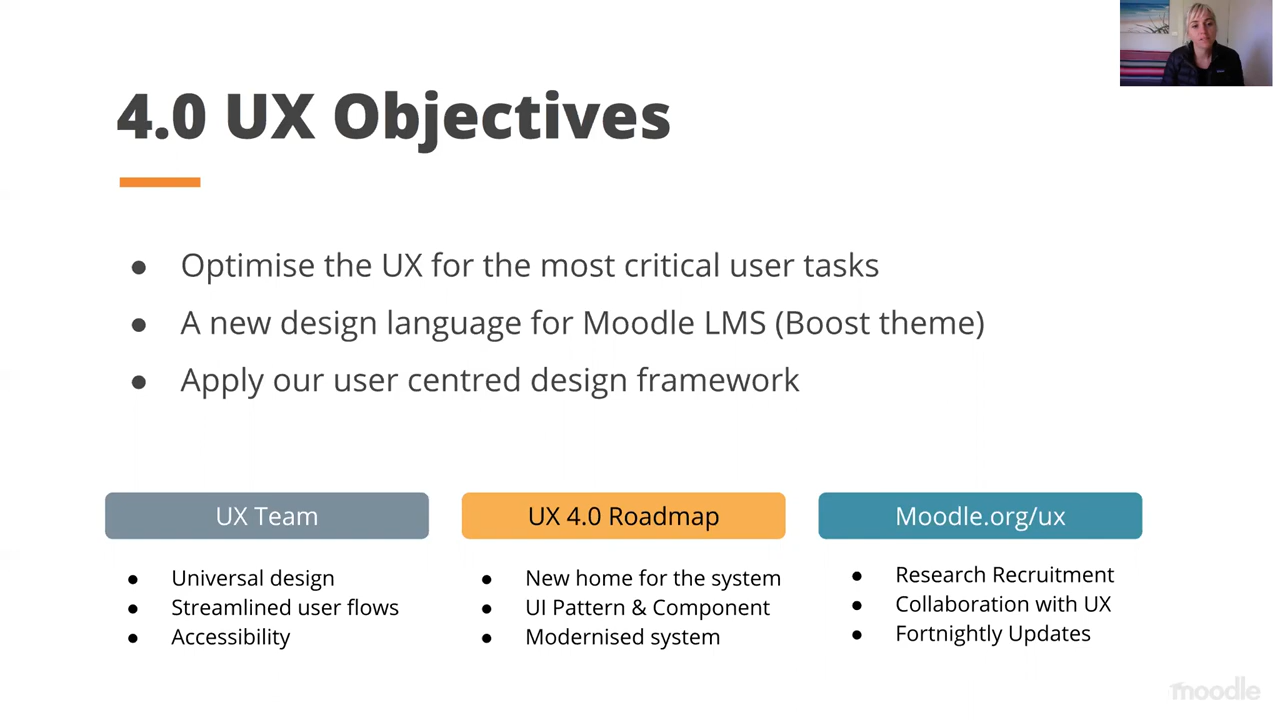 4.0 UX Objectives
● Optimise the UX for the most critical user tasks
● A new design language for Moodle LMS (Boost theme)
● Apply our user centred design framework
UX Team
● Universal design
● Streamlined user flows
● Accessibility
UX 4.0 Roadmap
● New home for the system
● UI Pattern & Component
● Modernised system
Moodle.org/ux
● Research Recruitment
● Collaboration with UX
● Fortnightly Updates
moodle